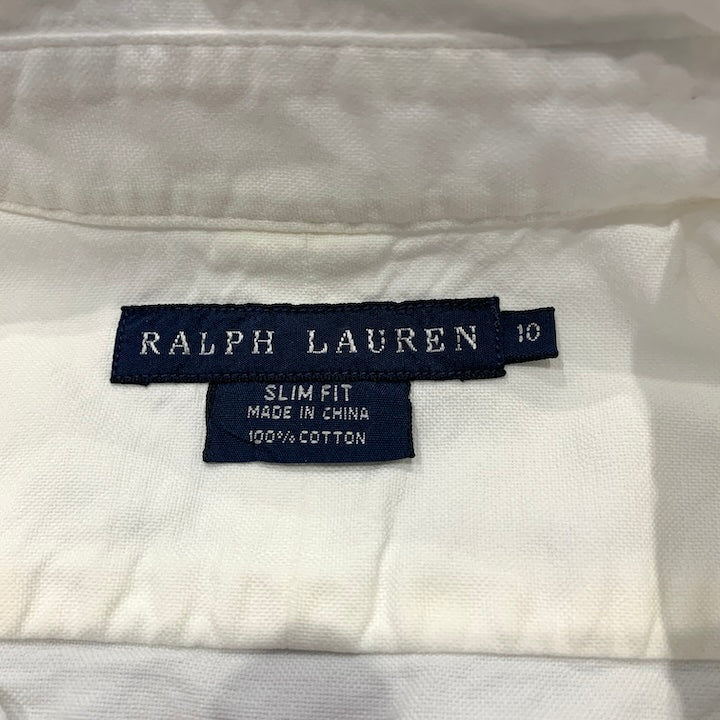 RALPH LAUREN 10
SLIM FIT
MADE IN CHINA
100% COTTON